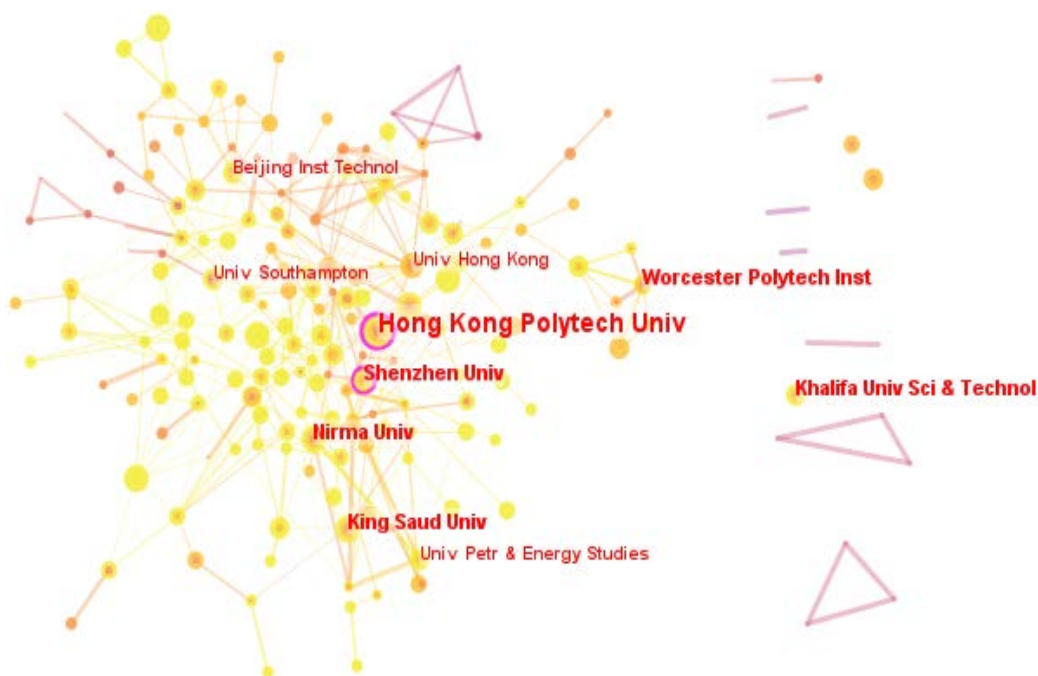 Beijing Inst Technol
Univ Hong Kong
Univ Southampton
Worcester Polytech Inst
Hong Kong Polytech Univ
Shenzhen Univ
Khalifa Univ Sci & Technol
Nirma Univ
King Saud Univ
Univ Petr & Energy Studies